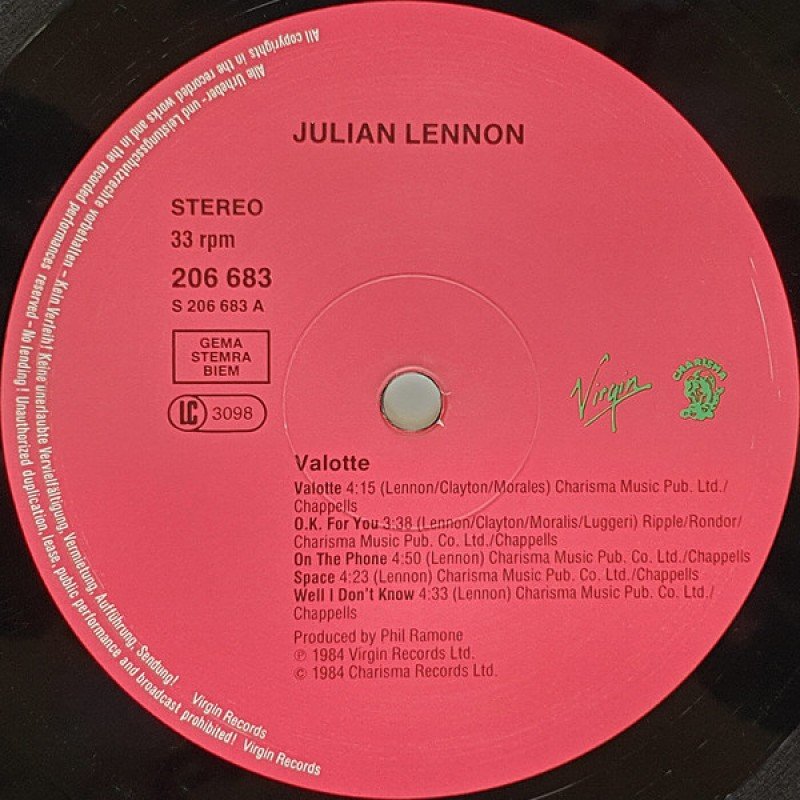 JULIAN LENNON
STEREO
33 rpm
206 683
S 206 683 A
GEMA
STEMRA
BIEM
LC 3098
Virgin
CHARISMA
Valotte
Valotte 4:15 (Lennon/Clayton/Morales) Charisma Music Pub. Ltd./
Chappells
O.K. For You 3:38 (Lennon/Clayton/Moralis/Luggeri) Ripple/Rondor/
Charisma Music Pub. Co. Ltd./Chappells
On The Phone 4:50 (Lennon) Charisma Music Pub. Co. Ltd./Chappells
Space 4:23 (Lennon) Charisma Music Pub. Co. Ltd./Chappells
Well I Don't Know 4:33 (Lennon) Charisma Music Pub. Co. Ltd./
Chappells
Produced by Phil Ramone
℗ 1984 Virgin Records Ltd.
© 1984 Charisma Records Ltd.
Alle Urheber- und Leistungsschutzrechte vorbehalten – Kein Verleih! Keine unerlaubte Vervielfältigung, Vermietung, Aufführung, Sendung! Virgin Records
All copyrights in the recorded works and in the recorded performances reserved – No lending! Unauthorized duplication, lease, public performance and broadcast prohibited! Virgin Records